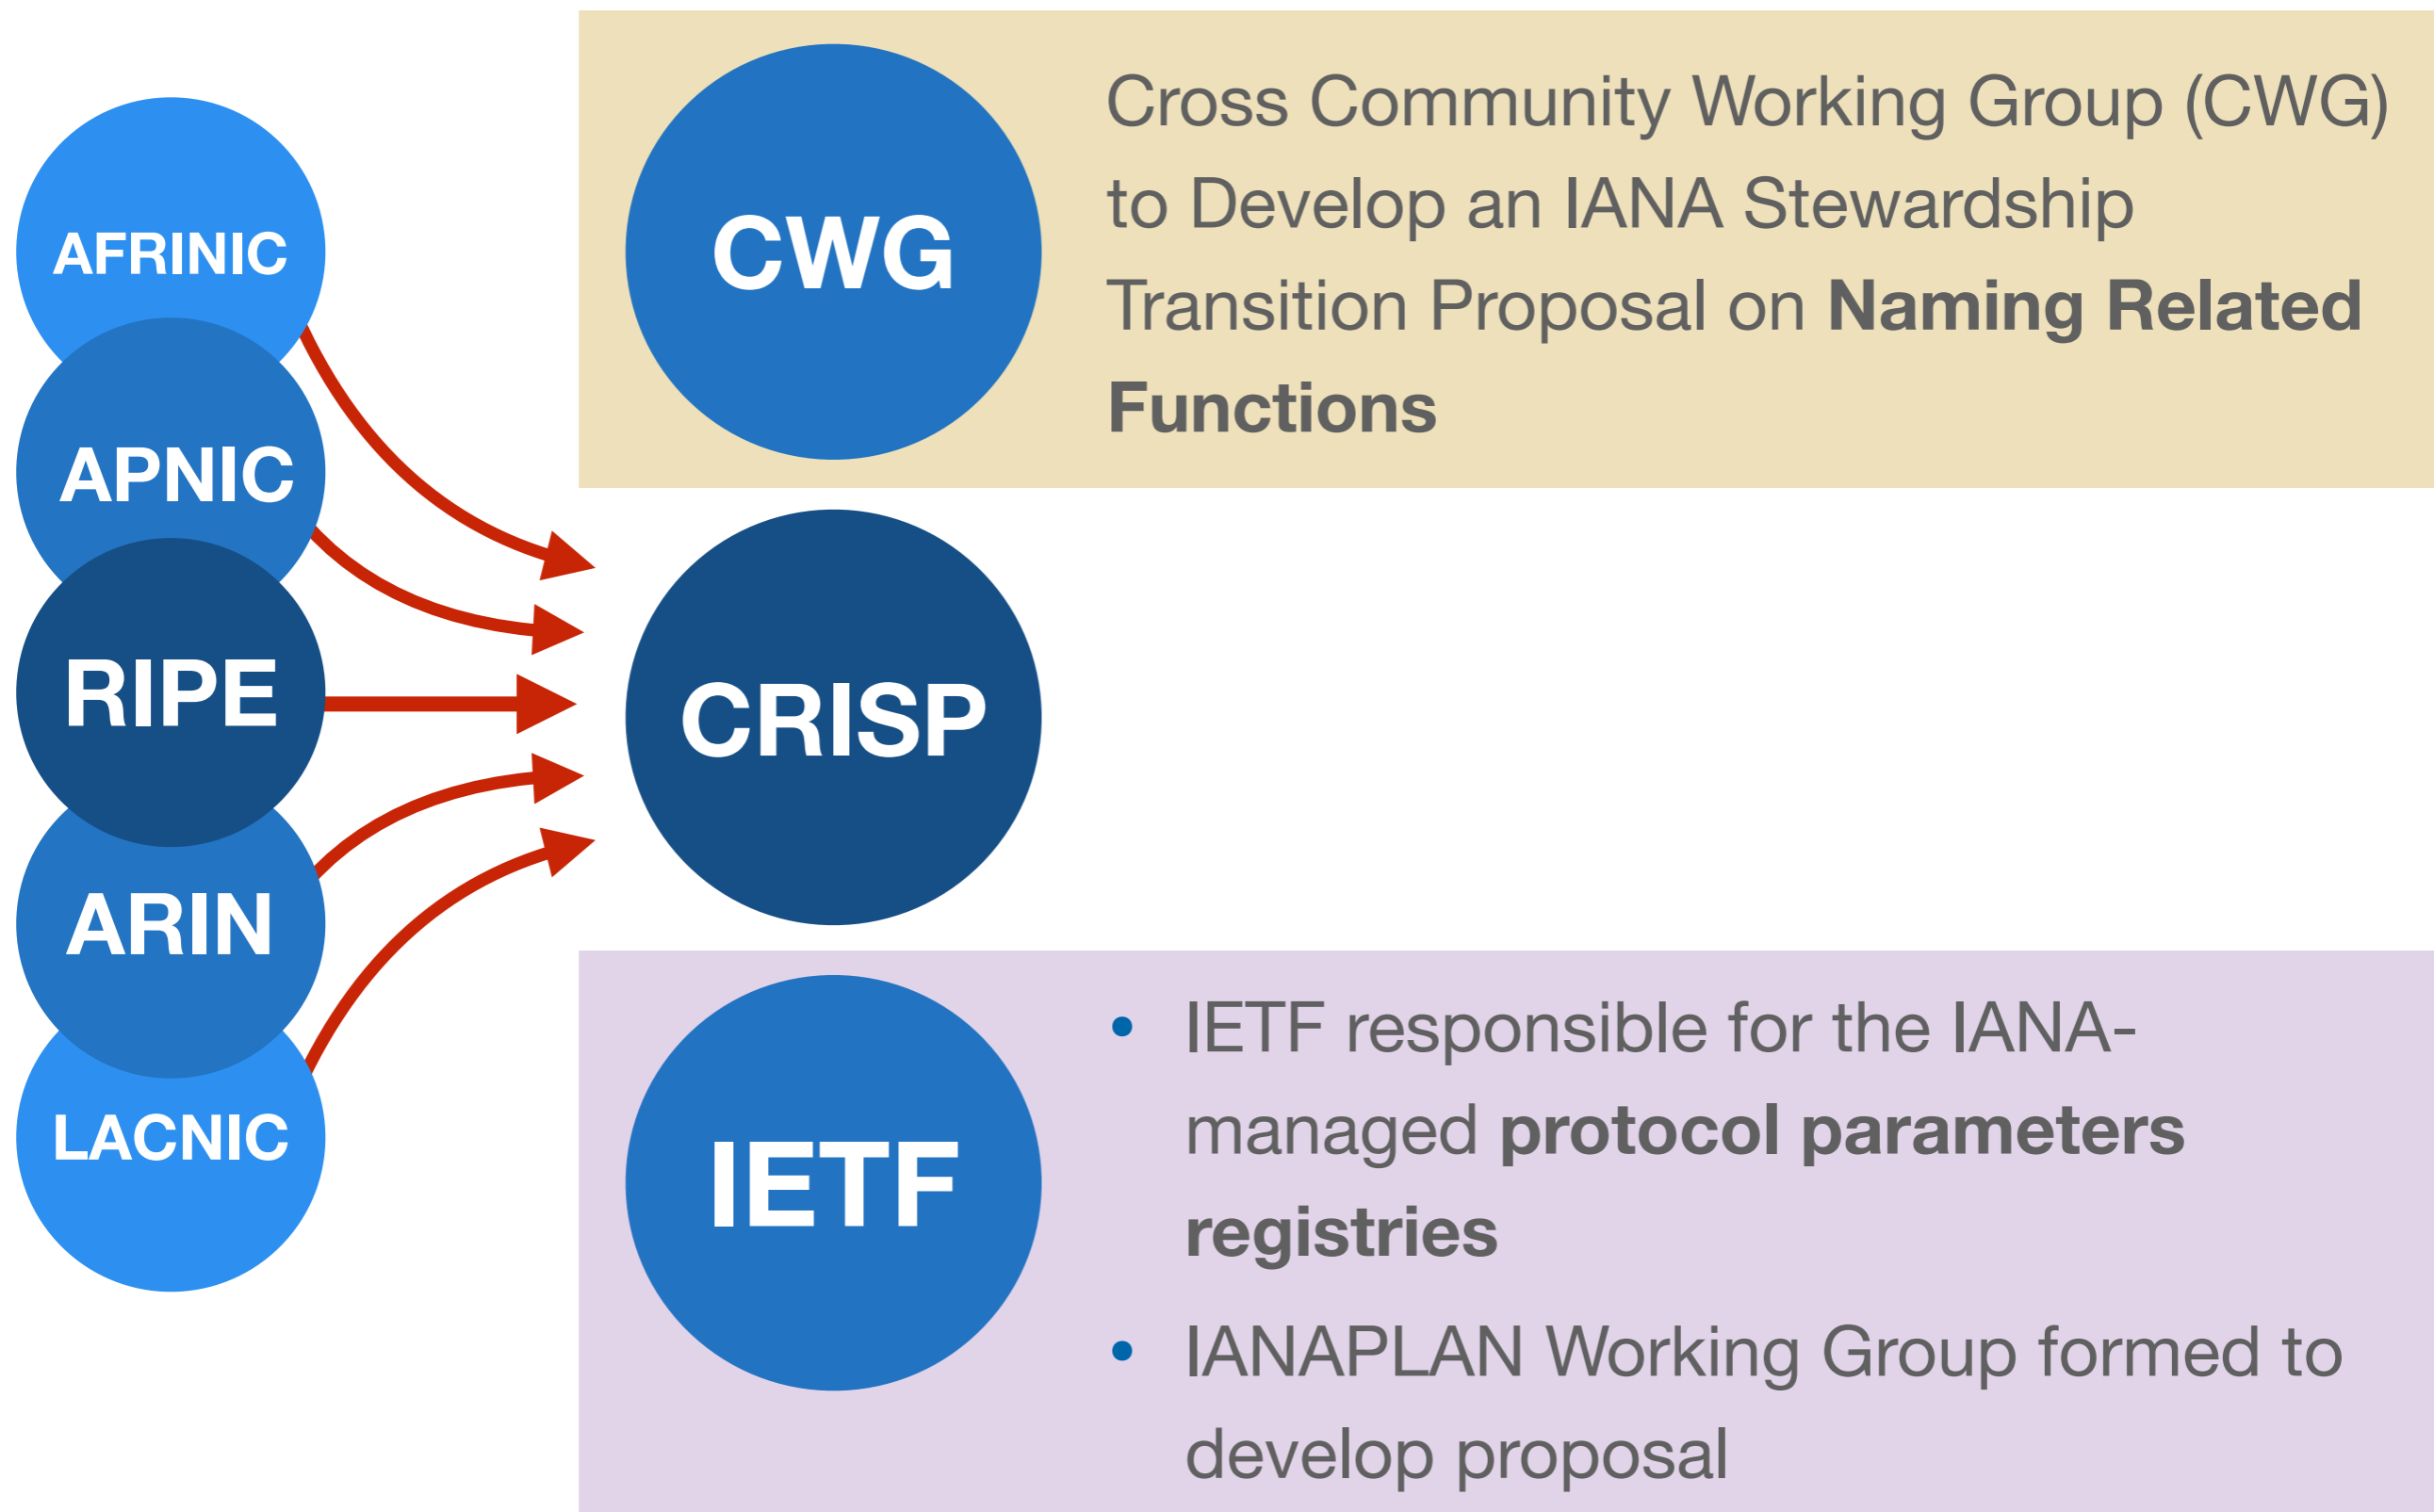 AFRINIC
APNIC
RIPE
ARIN
LACNIC
CWG
Cross Community Working Group (CWG)
to Develop an IANA Stewardship
Transition Proposal on Naming Related
Functions
CRISP
IETF
• IETF responsible for the IANA-
managed protocol parameters
registries
• IANAPLAN Working Group formed to
develop proposal